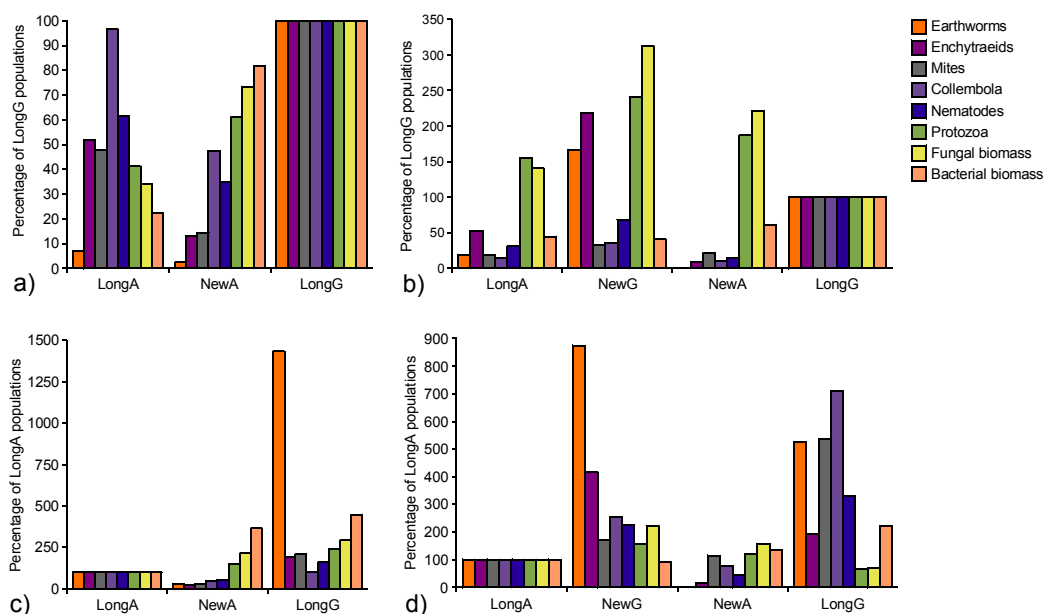 Percentage of LongG populations
100
90
80
70
60
50
40
30
20
10
0
LongA
NewA
LongG
a)
Percentage of LongG populations
350
300
250
200
150
100
50
0
LongA
NewG
NewA
LongG
b)
Earthworms
Enchytraeids
Mites
Collembola
Nematodes
Protozoa
Fungal biomass
Bacterial biomass
Percentage of LongA populations
1500
1250
1000
750
500
250
0
LongA
NewA
LongG
c)
Percentage of LongA populations
900
800
700
600
500
400
300
200
100
0
LongA
NewG
NewA
LongG
d)